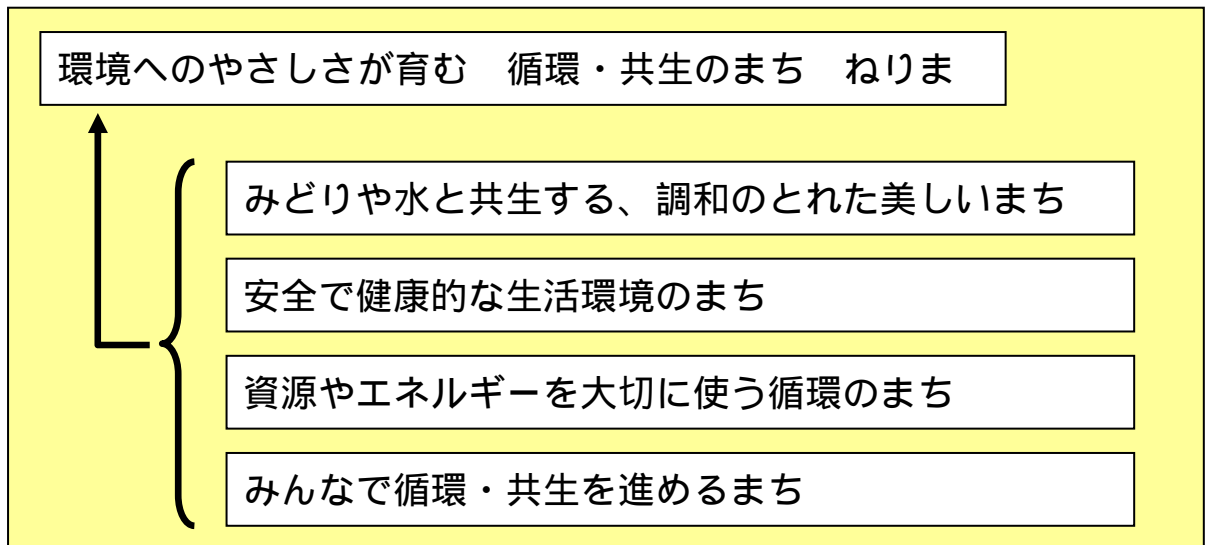 環境へのやさしさが育む　循環・共生のまち　ねりま
みどりや水と共生する、調和のとれた美しいまち
安全で健康的な生活環境のまち
資源やエネルギーを大切に使う循環のまち
みんなで循環・共生を進めるまち